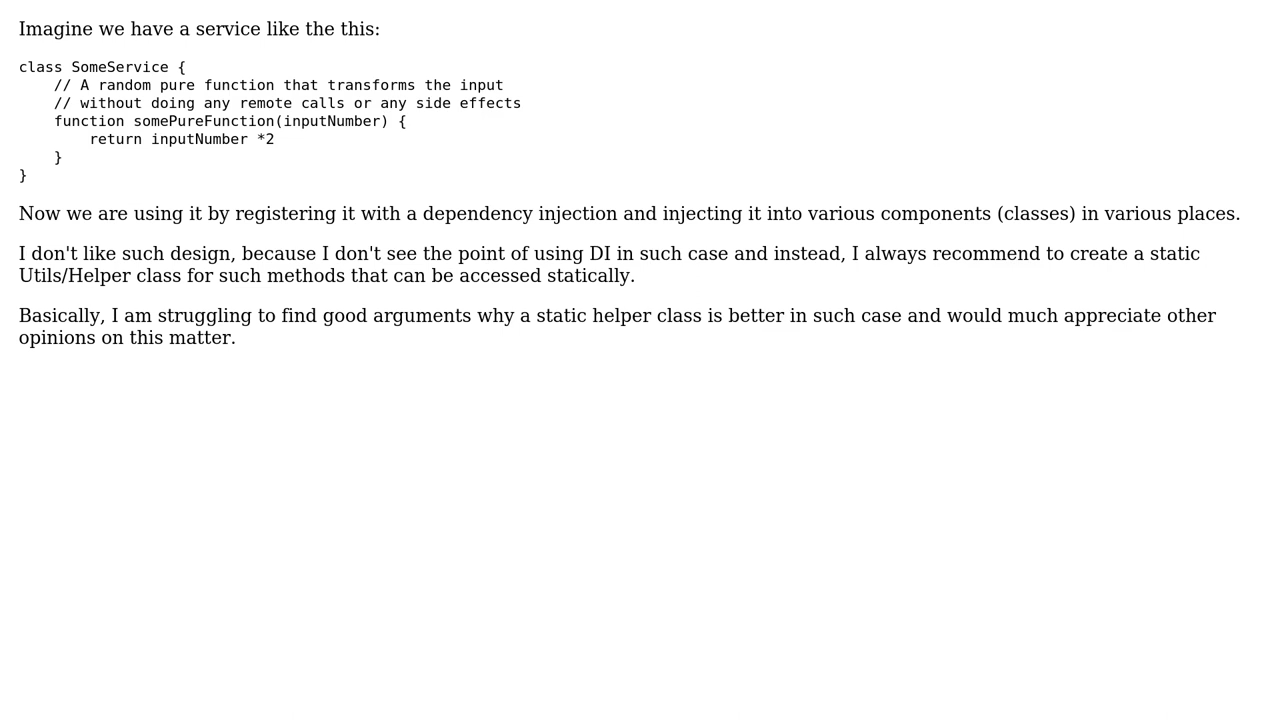 Imagine we have a service like the this:
class SomeService {
    // A random pure function that transforms the input
    // without doing any remote calls or any side effects
    function somePureFunction(inputNumber) {
        return inputNumber *2
    }
}
Now we are using it by registering it with a dependency injection and injecting it into various components (classes) in various places.
I don't like such design, because I don't see the point of using DI in such case and instead, I always recommend to create a static
Utils/Helper class for such methods that can be accessed statically.
Basically, I am struggling to find good arguments why a static helper class is better in such case and would much appreciate other
opinions on this matter.